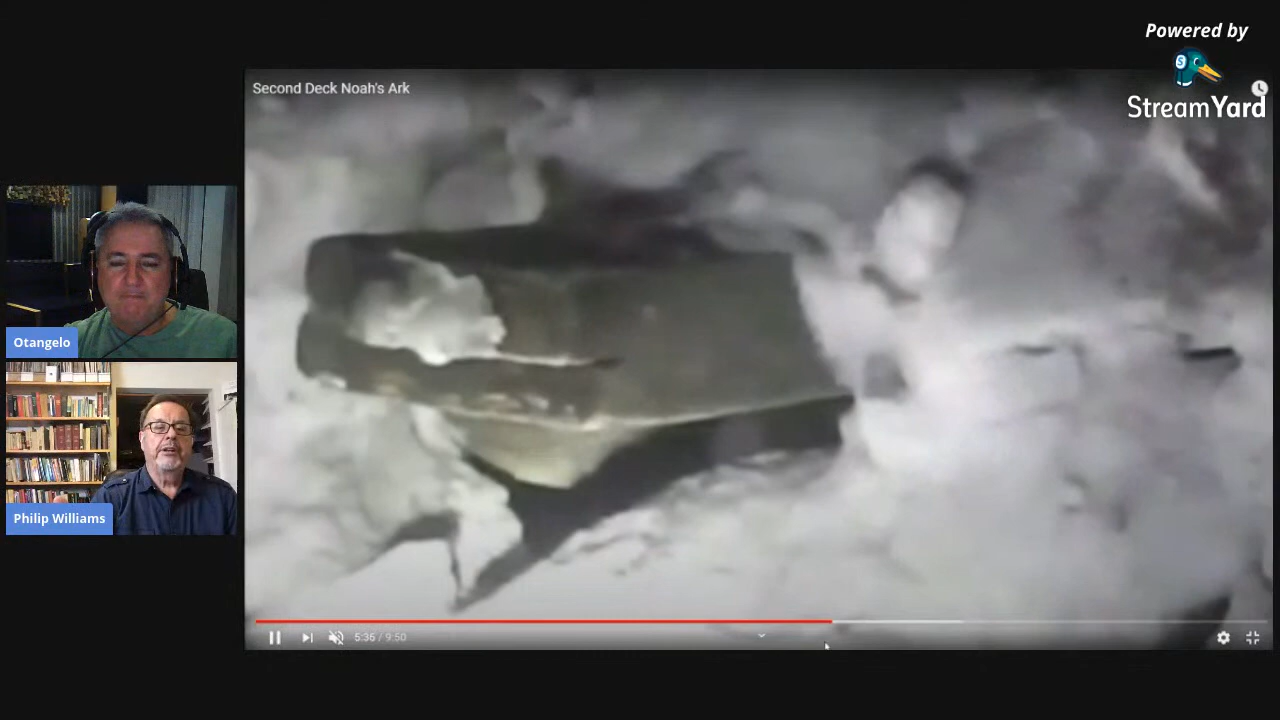 Powered by
StreamYard
Second Deck Noah's Ark
Otangelo
Philip Williams
5:36 / 9:50